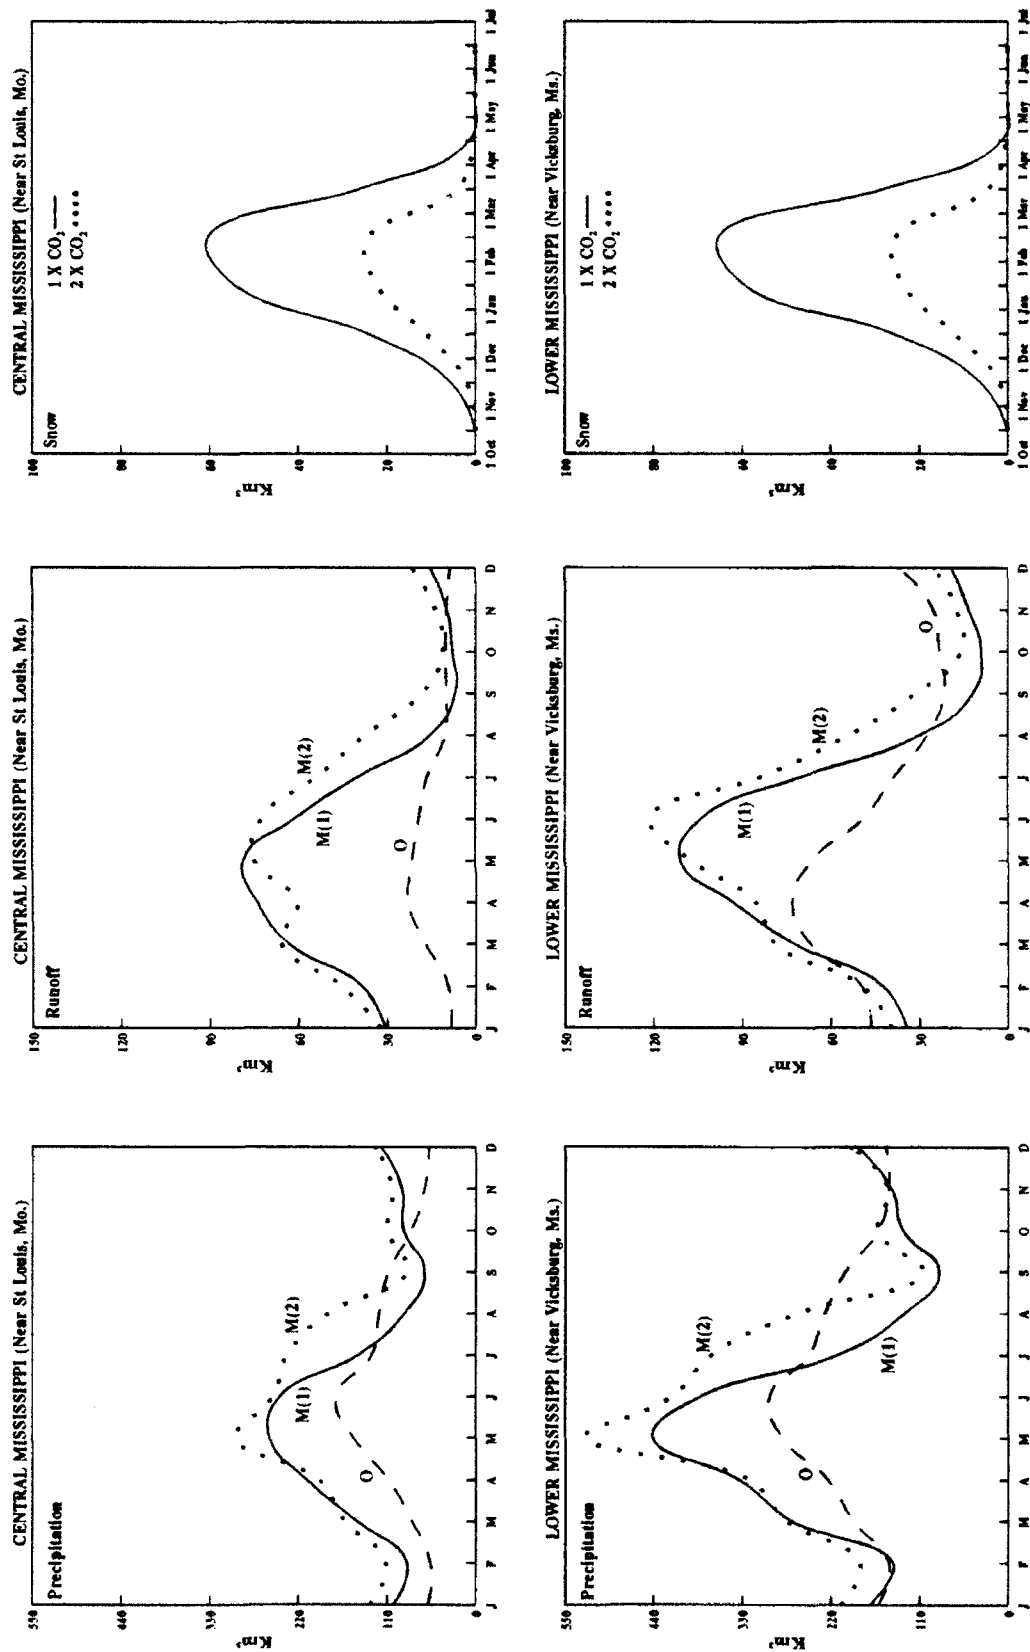 CENTRAL MISSISSIPPI (Near St Louis, Mo.)
Precipitation
Km³
550
440
330
220
110
0
M(1)
M(2)
O
J F M A M J J A S O N D
CENTRAL MISSISSIPPI (Near St Louis, Mo.)
Runoff
Km³
150
120
90
60
30
0
M(1)
M(2)
O
J F M A M J J A S O N D
CENTRAL MISSISSIPPI (Near St Louis, Mo.)
Snow
1 X CO₂
2 X CO₂
Km³
100
80
60
40
20
0
1 Oct 1 Nov 1 Dec 1 Jan 1 Feb 1 Mar 1 Apr 1 May 1 Jun 1 Jul
LOWER MISSISSIPPI (Near Vicksburg, Ms.)
Precipitation
Km³
550
440
330
220
110
0
M(2)
O
M(1)
J F M A M J J A S O N D
LOWER MISSISSIPPI (Near Vicksburg, Ms.)
Runoff
Km³
150
120
90
60
30
0
M(1)
M(2)
O
J F M A M J J A S O N D
LOWER MISSISSIPPI (Near Vicksburg, Ms.)
Snow
1 X CO₂
2 X CO₂
Km³
100
80
60
40
20
0
1 Oct 1 Nov 1 Dec 1 Jan 1 Feb 1 Mar 1 Apr 1 May 1 Jun 1 Jul